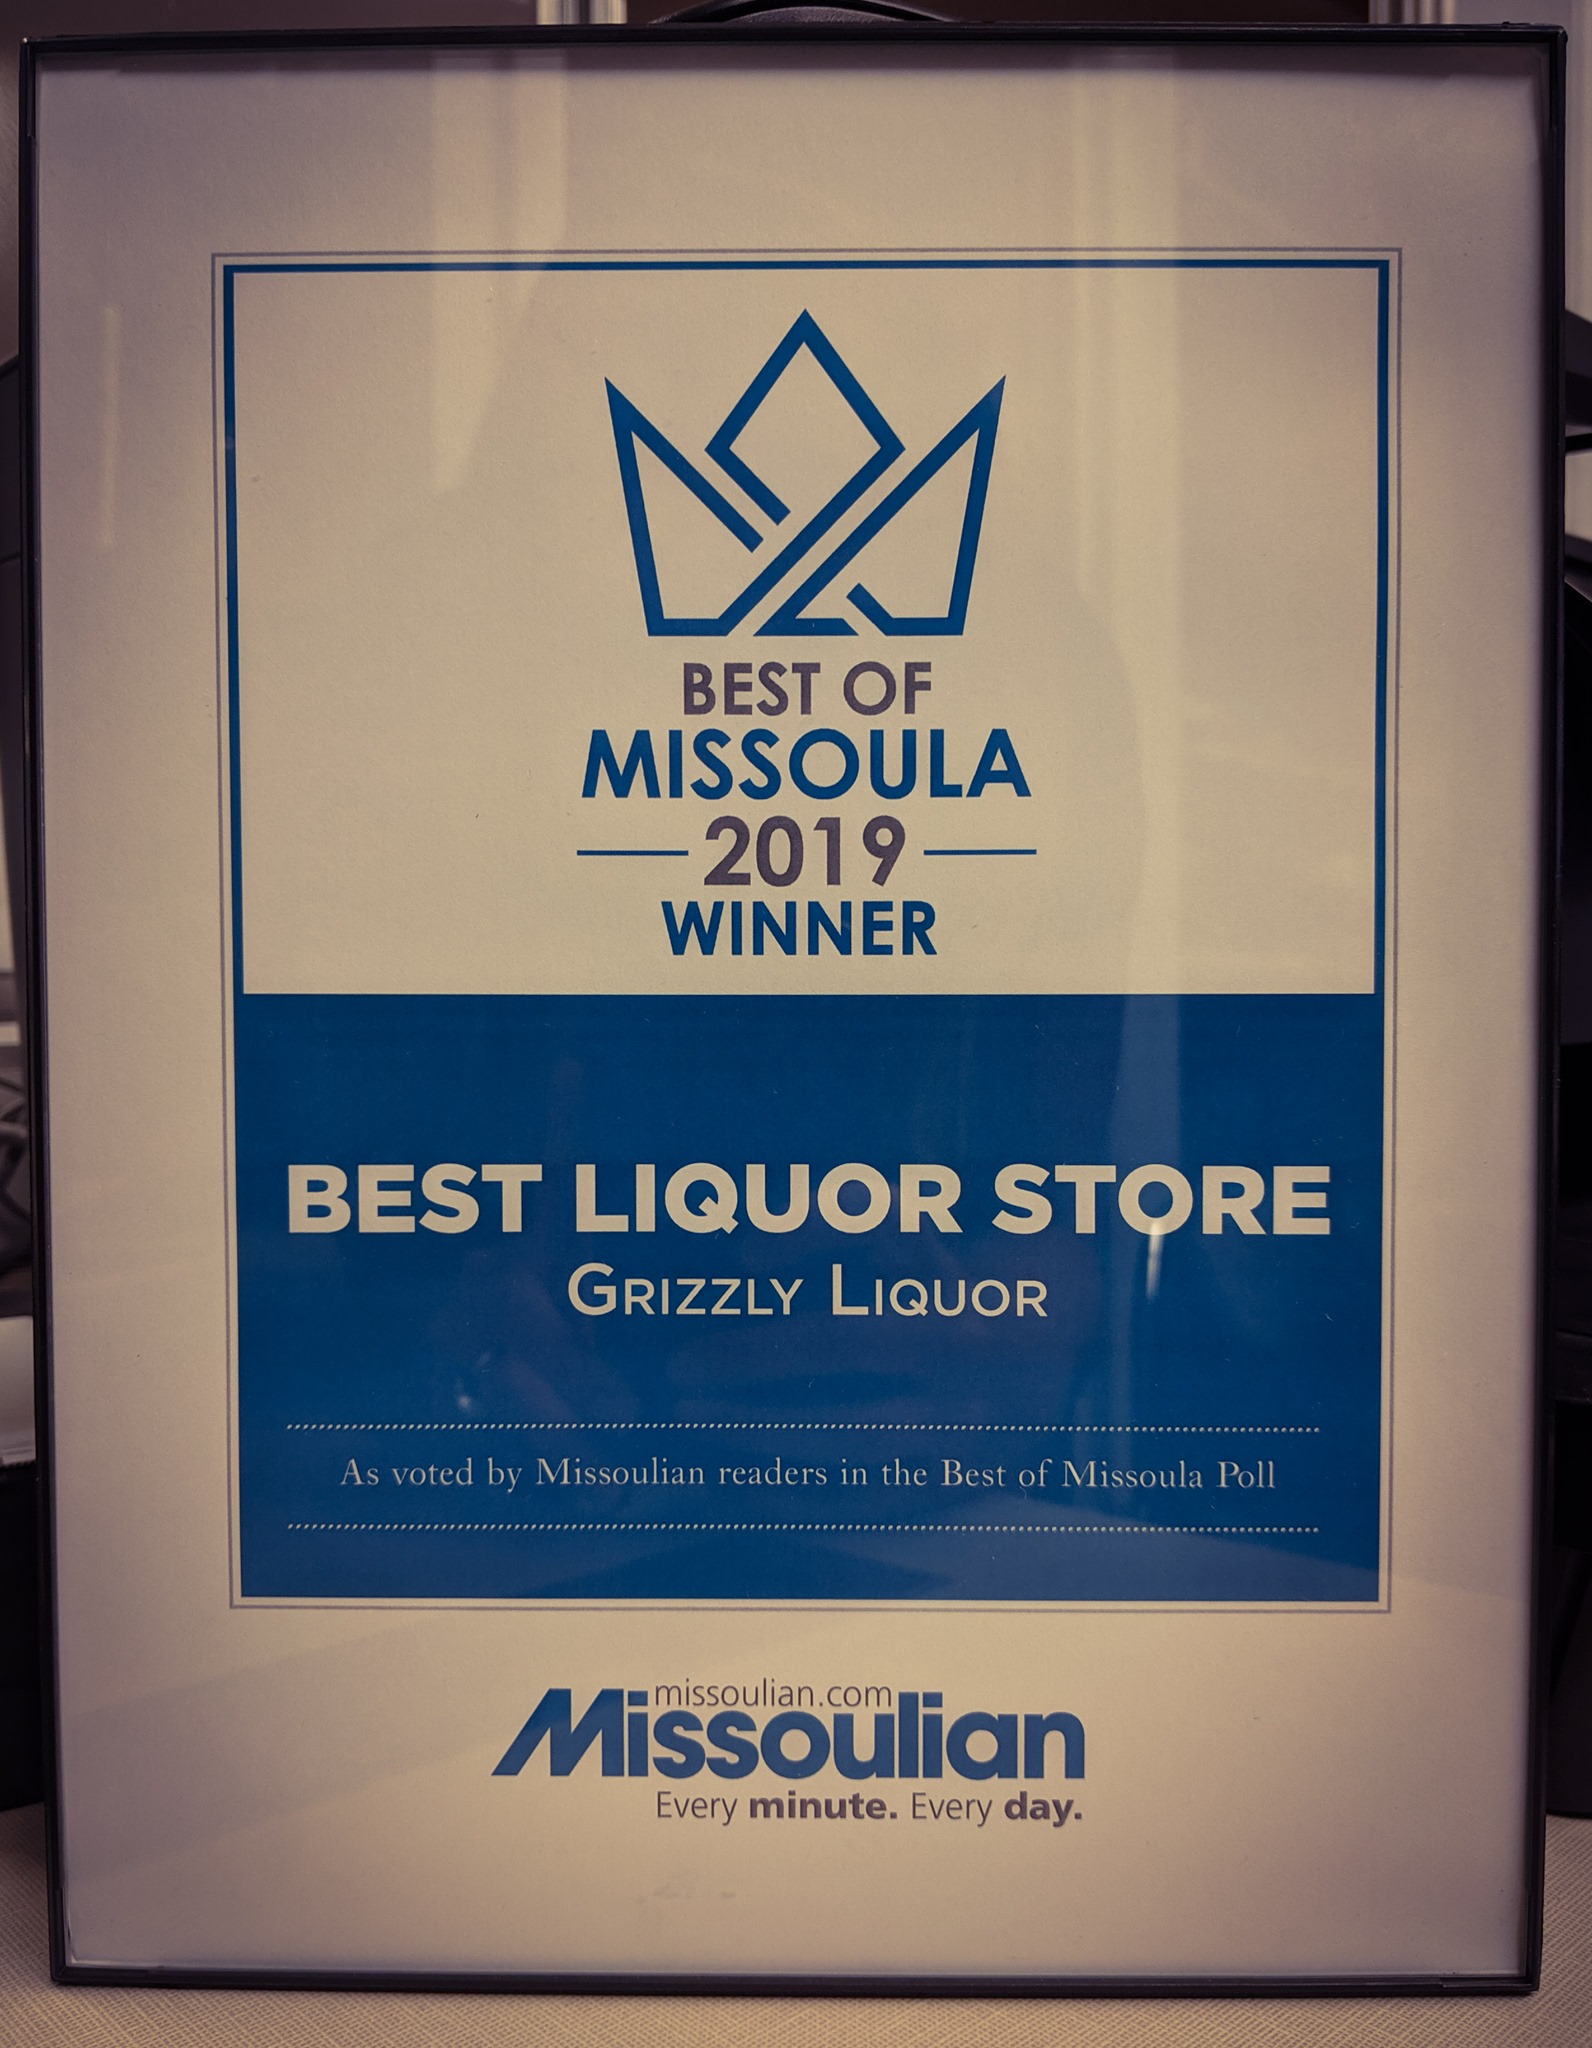 BEST OF
MISSOULA
2019
WINNER
BEST LIQUOR STORE
GRIZZLY LIQUOR
As voted by Missoulian readers in the Best of Missoula Poll
missoulian.com
Missoulian
Every minute. Every day.